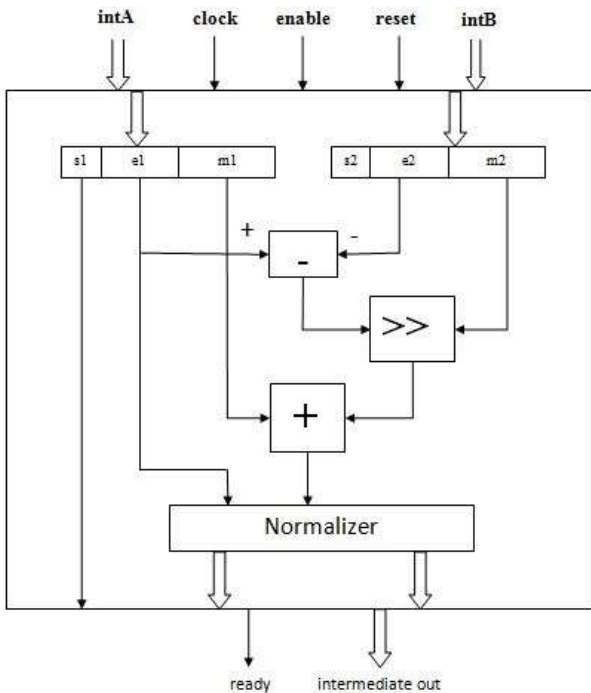 intA clock enable reset intB
s1 e1 m1 s2 e2 m2
+ -
-
>>
+
Normalizer
ready intermediate out